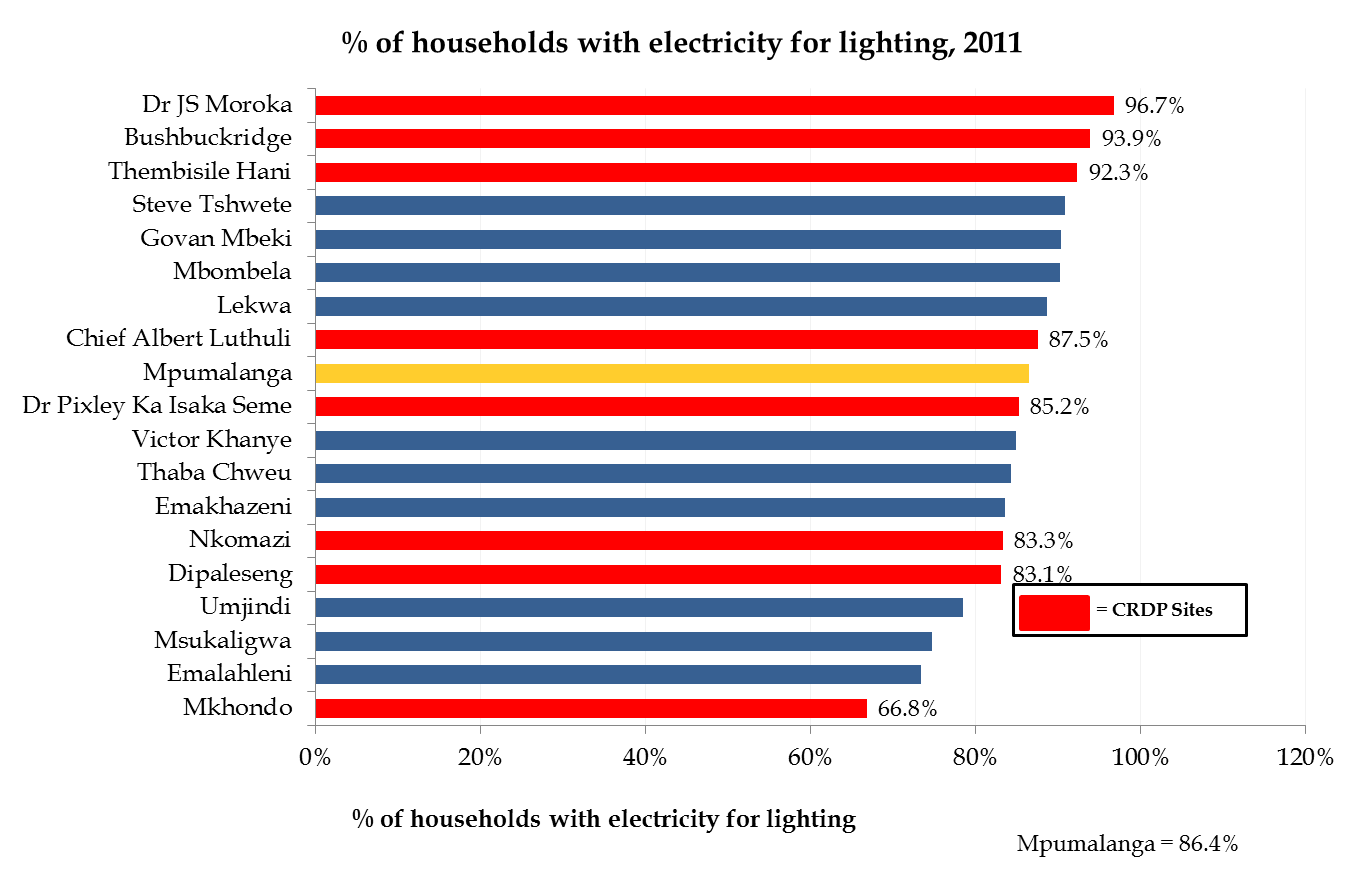 % of households with electricity for lighting, 2011
Dr JS Moroka 96.7%
Bushbuckridge 93.9%
Thembisile Hani 92.3%
Steve Tshwete
Govan Mbeki
Mbombela
Lekwa
Chief Albert Luthuli 87.5%
Mpumalanga
Dr Pixley Ka Isaka Seme 85.2%
Victor Khanye
Thaba Chweu
Emakhazeni
Nkomazi 83.3%
Dipaleseng 83.1%
Umjindi
= CRDP Sites
Msukaligwa
Emalahleni
Mkhondo 66.8%
0% 20% 40% 60% 80% 100% 120%
% of households with electricity for lighting
Mpumalanga = 86.4%